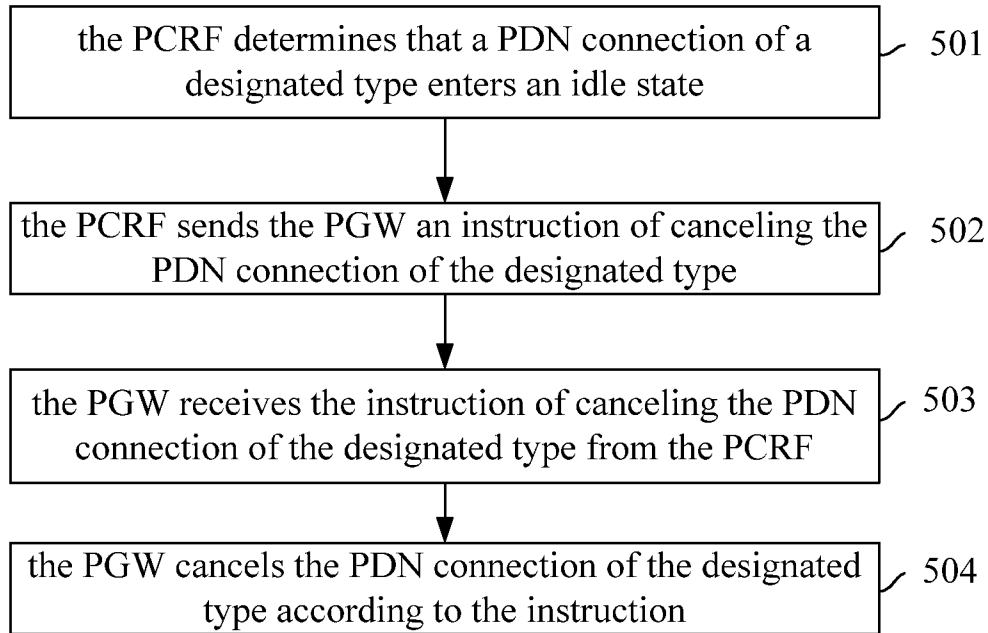 the PCRF determines that a PDN connection of a
designated type enters an idle state
501
the PCRF sends the PGW an instruction of canceling the
PDN connection of the designated type
502
the PGW receives the instruction of canceling the PDN
connection of the designated type from the PCRF
503
the PGW cancels the PDN connection of the designated
type according to the instruction
504